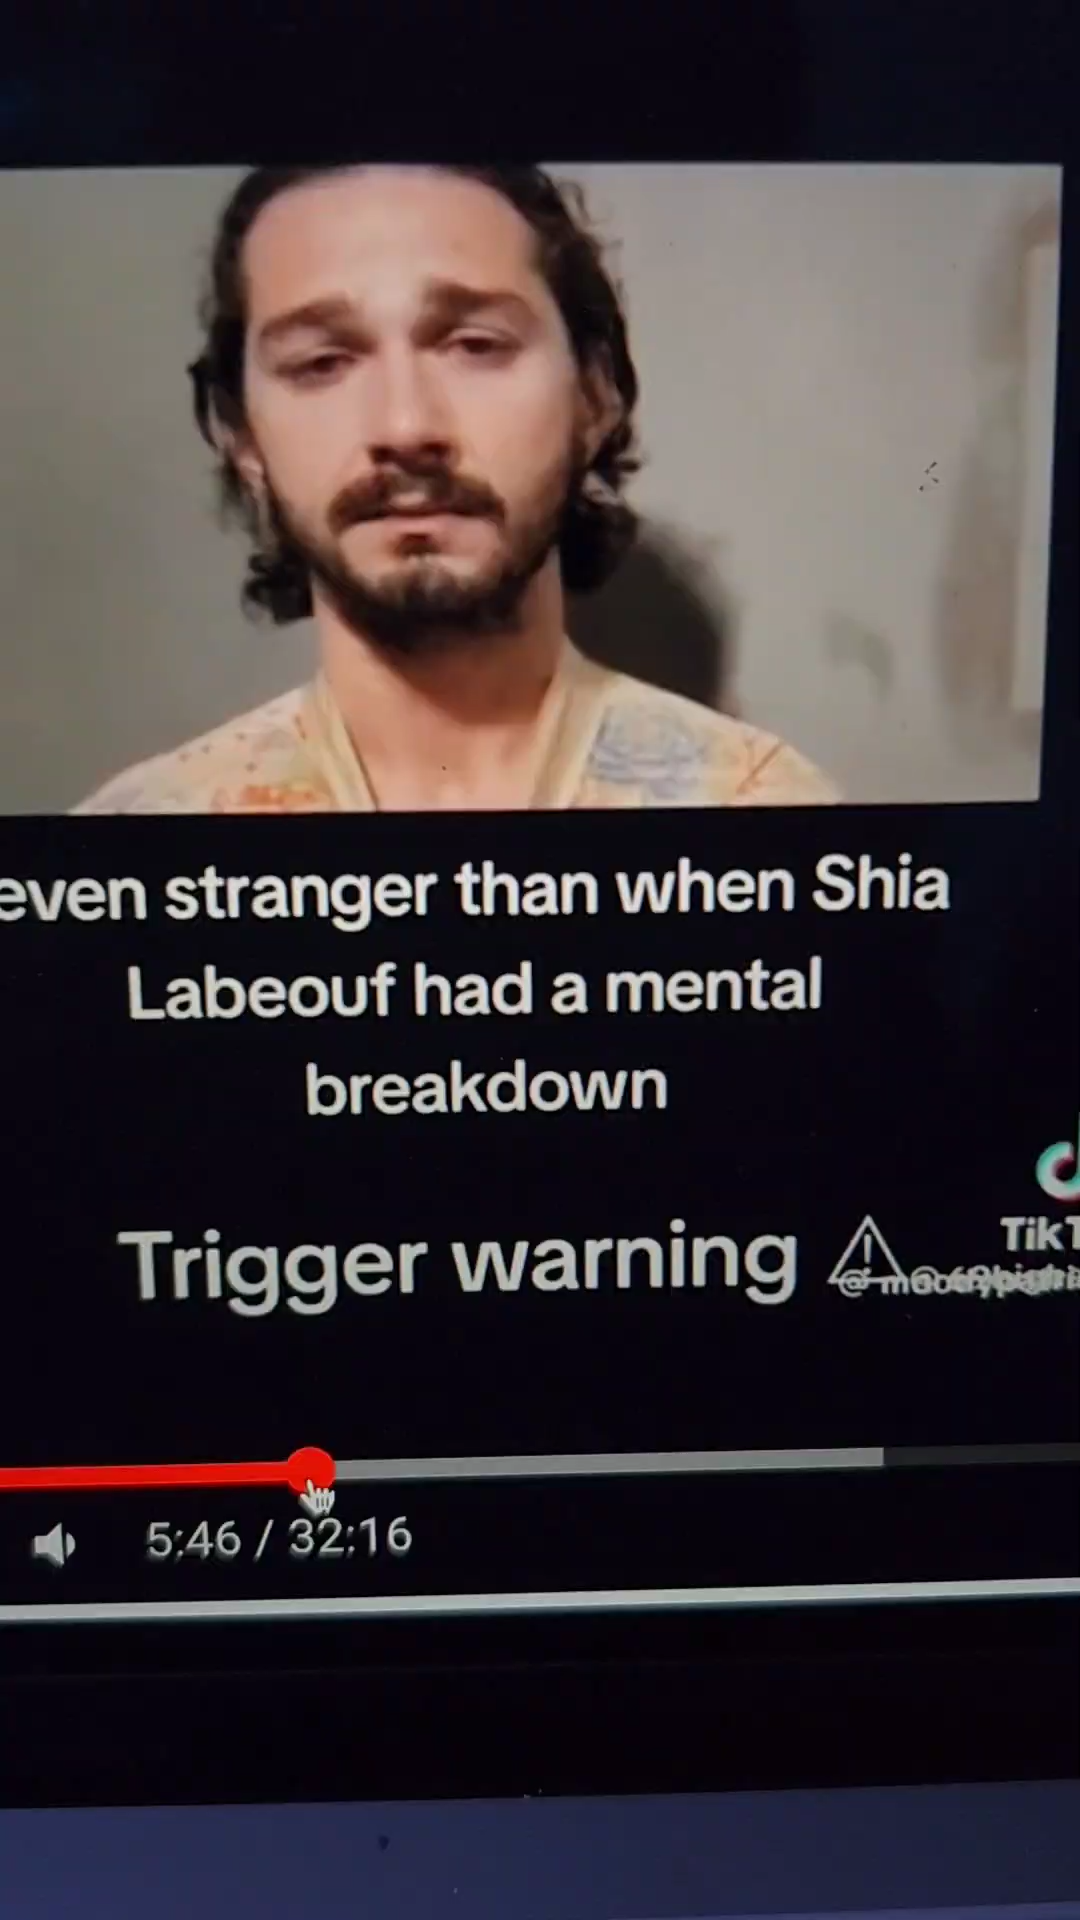 even stranger than when Shia
Labeouf had a mental
breakdown
Trigger warning
TikT
5:46 / 32:16